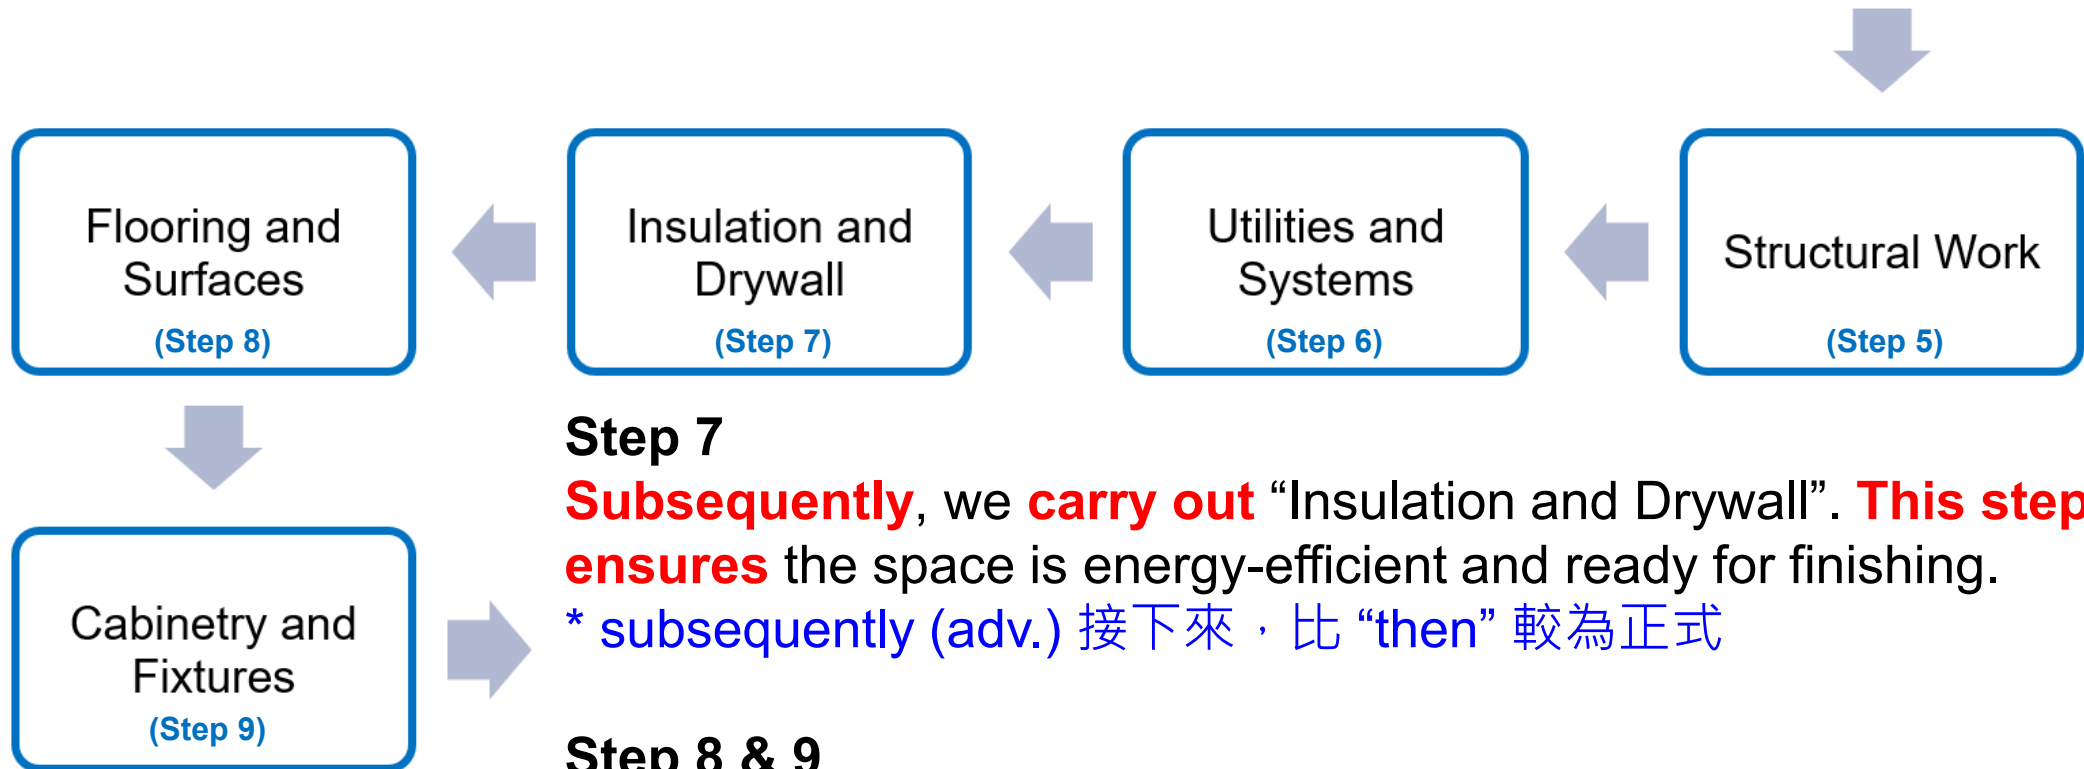 Flooring and
Surfaces
(Step 8)
Insulation and
Drywall
(Step 7)
Utilities and
Systems
(Step 6)
Structural Work
(Step 5)
Step 7
Subsequently, we carry out “Insulation and Drywall”. This step
ensures the space is energy-efficient and ready for finishing.
* subsequently (adv.) 接下來，比 “then” 較為正式
Cabinetry and
Fixtures
(Step 9)
Step 8 & 9